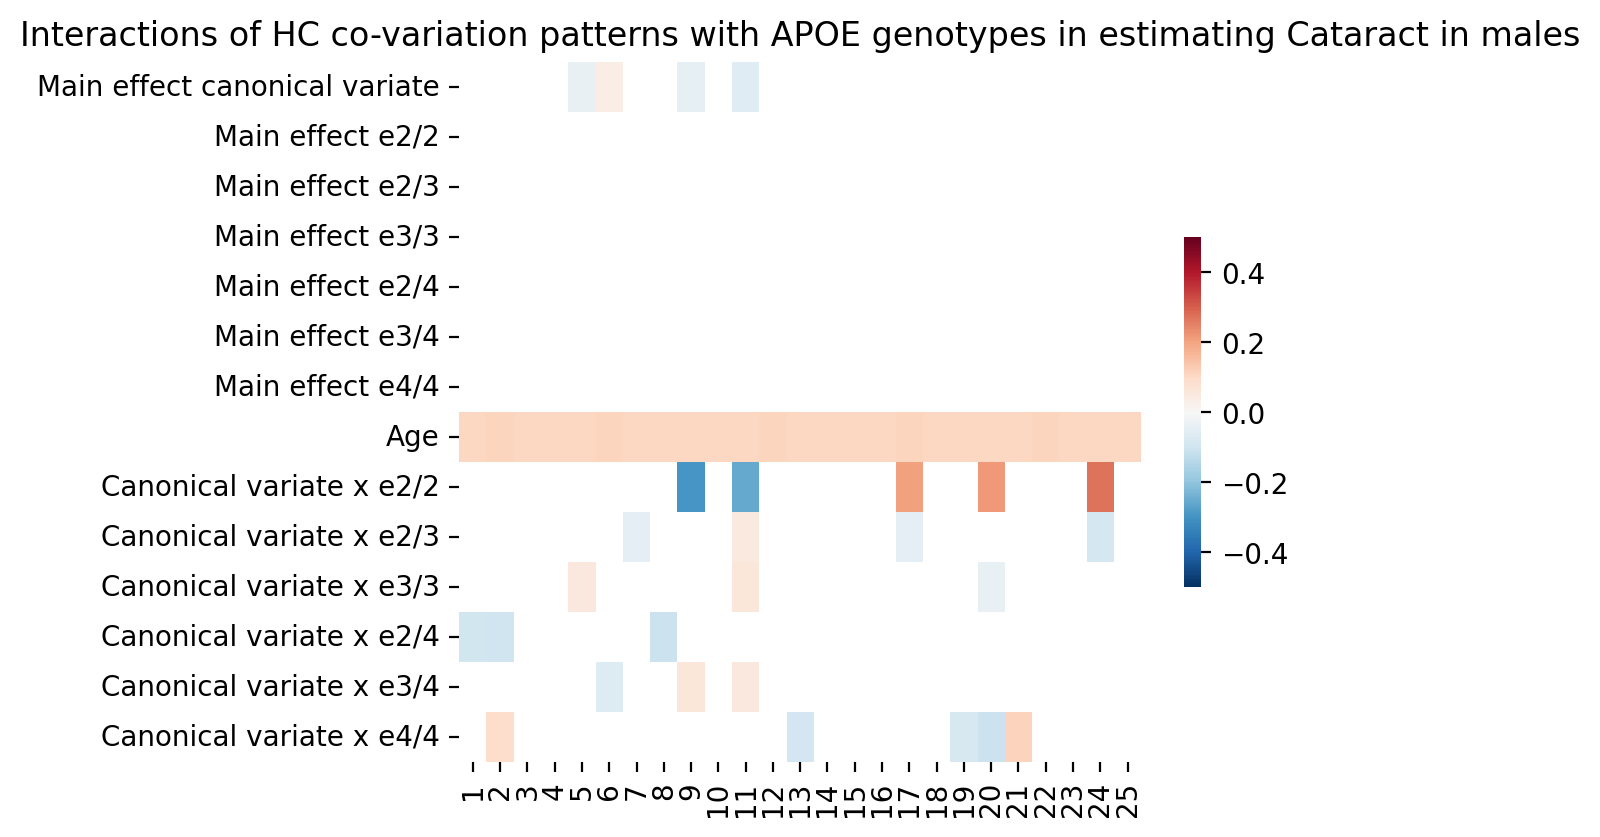 Interactions of HC co-variation patterns with APOE genotypes in estimating Cataract in males
Main effect canonical variate
Main effect e2/2
Main effect e2/3
Main effect e3/3
Main effect e2/4
Main effect e3/4
Main effect e4/4
Age
Canonical variate x e2/2
Canonical variate x e2/3
Canonical variate x e3/3
Canonical variate x e2/4
Canonical variate x e3/4
Canonical variate x e4/4
1 2 3 4 5 6 7 8 9 10 11 12 13 14 15 16 17 18 19 20 21 22 23 24 25
0.4
0.2
0.0
−0.2
−0.4